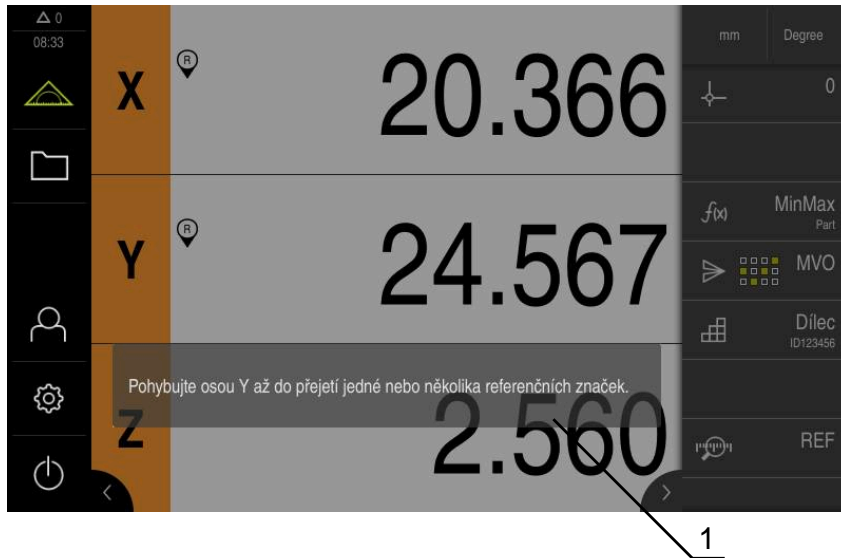 0
08:33
mm Degree
X R 20.366
0
Y R 24.567
f(x) MinMax
Part
MVO
Dílec
ID123456
Pohybujte osou Y až do přejetí jedné nebo několika referenčních značek.
Z 2.560
REF
1